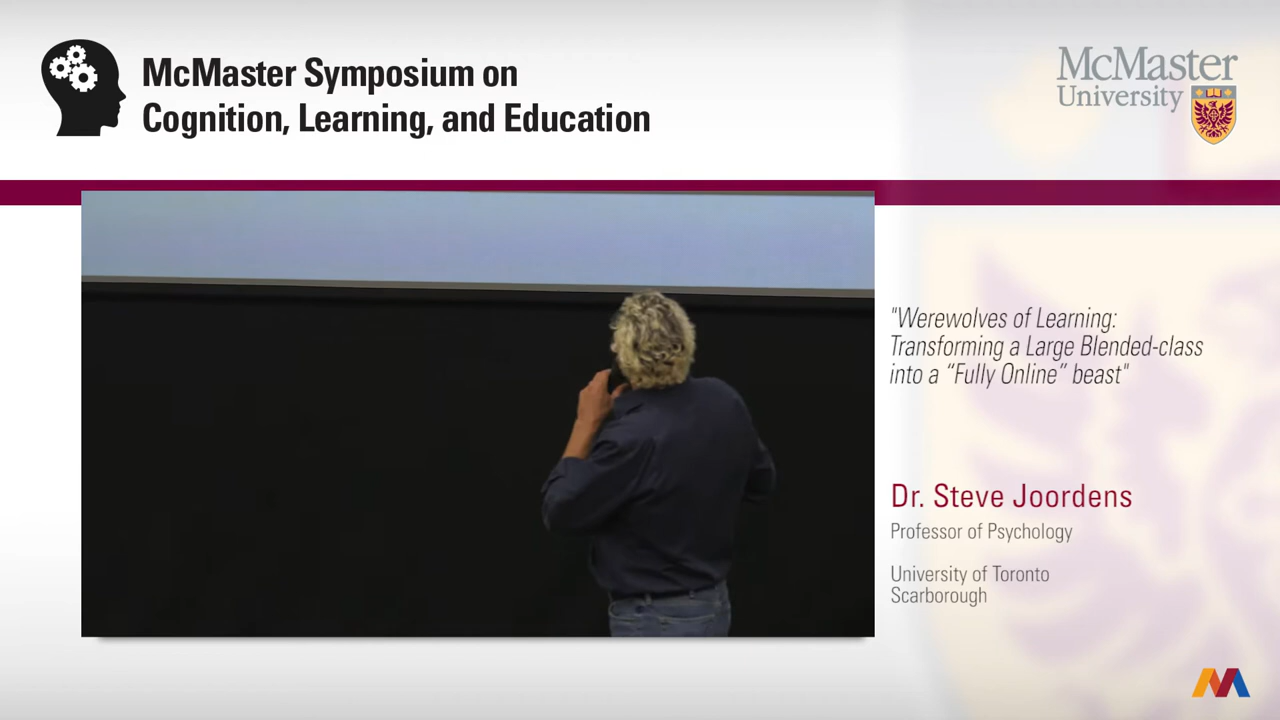 McMaster Symposium on
Cognition, Learning, and Education
McMaster
University
"Werewolves of Learning:
Transforming a Large Blended-class
into a “Fully Online” beast"
Dr. Steve Joordens
Professor of Psychology
University of Toronto
Scarborough